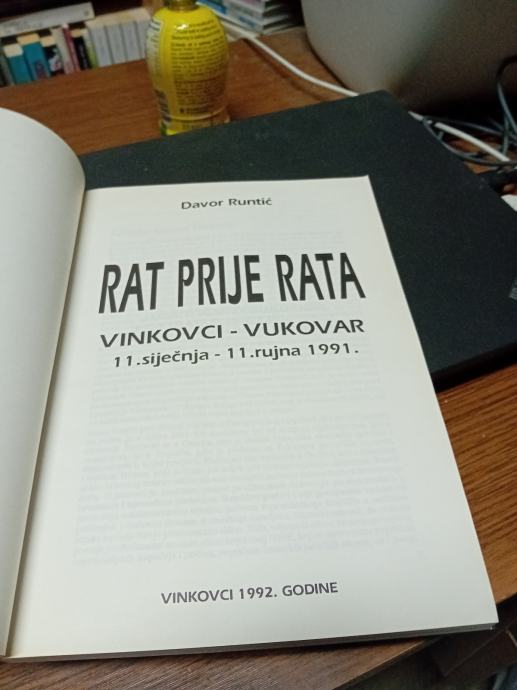 Davor Runtić
RAT PRIJE RATA
VINKOVCI - VUKOVAR
11.siječnja - 11.rujna 1991.
VINKOVCI 1992. GODINE